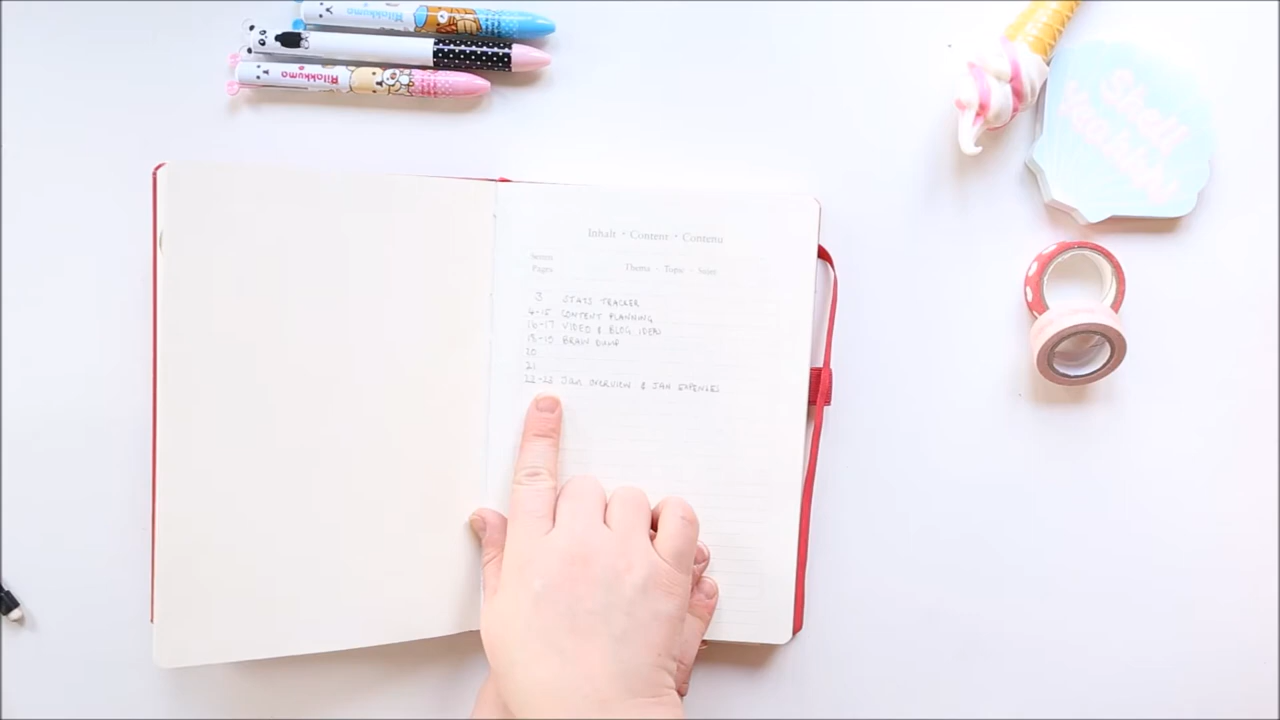 Rilakkuma
Rilakkuma
Shell
Inhalt • Content • Contenu
Seiten
Pages
Thema - Topic - Sujet
3 STATS TRACKER
4-15 CONTENT PLANNING
16-17 VIDEO & BLOG IDEAS
18-19 BRAIN DUMP
20
21
22-23 JAN OVERVIEW & JAN EXPENSES